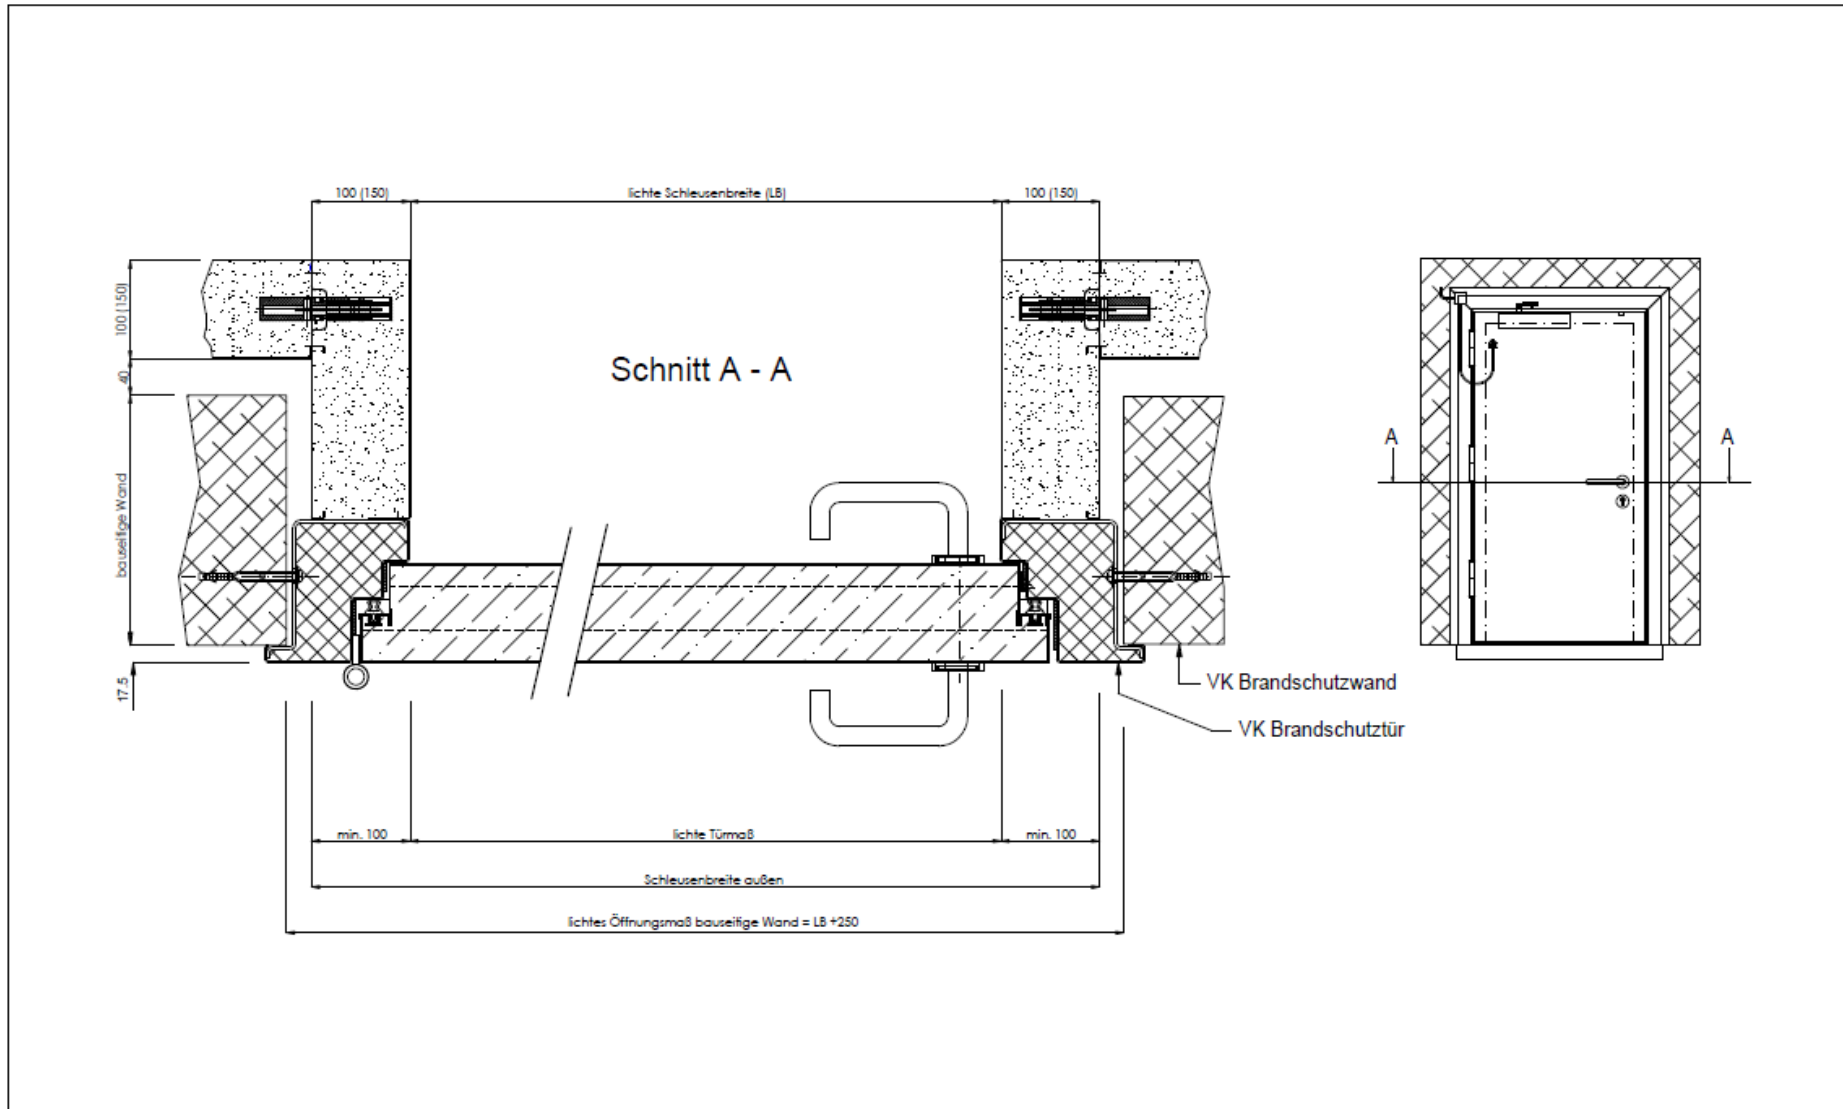 100 (150)
lichte Schleusenbreite (LB)
100 (150)
100 (150)
40
bauseitige Wand
17.5
Schnitt A - A
A
A
VK Brandschutzwand
VK Brandschutztür
min. 100
lichte Türmaß
min. 100
Schleusenbreite außen
lichtes Öffnungsmaß bauseitige Wand = LB +250